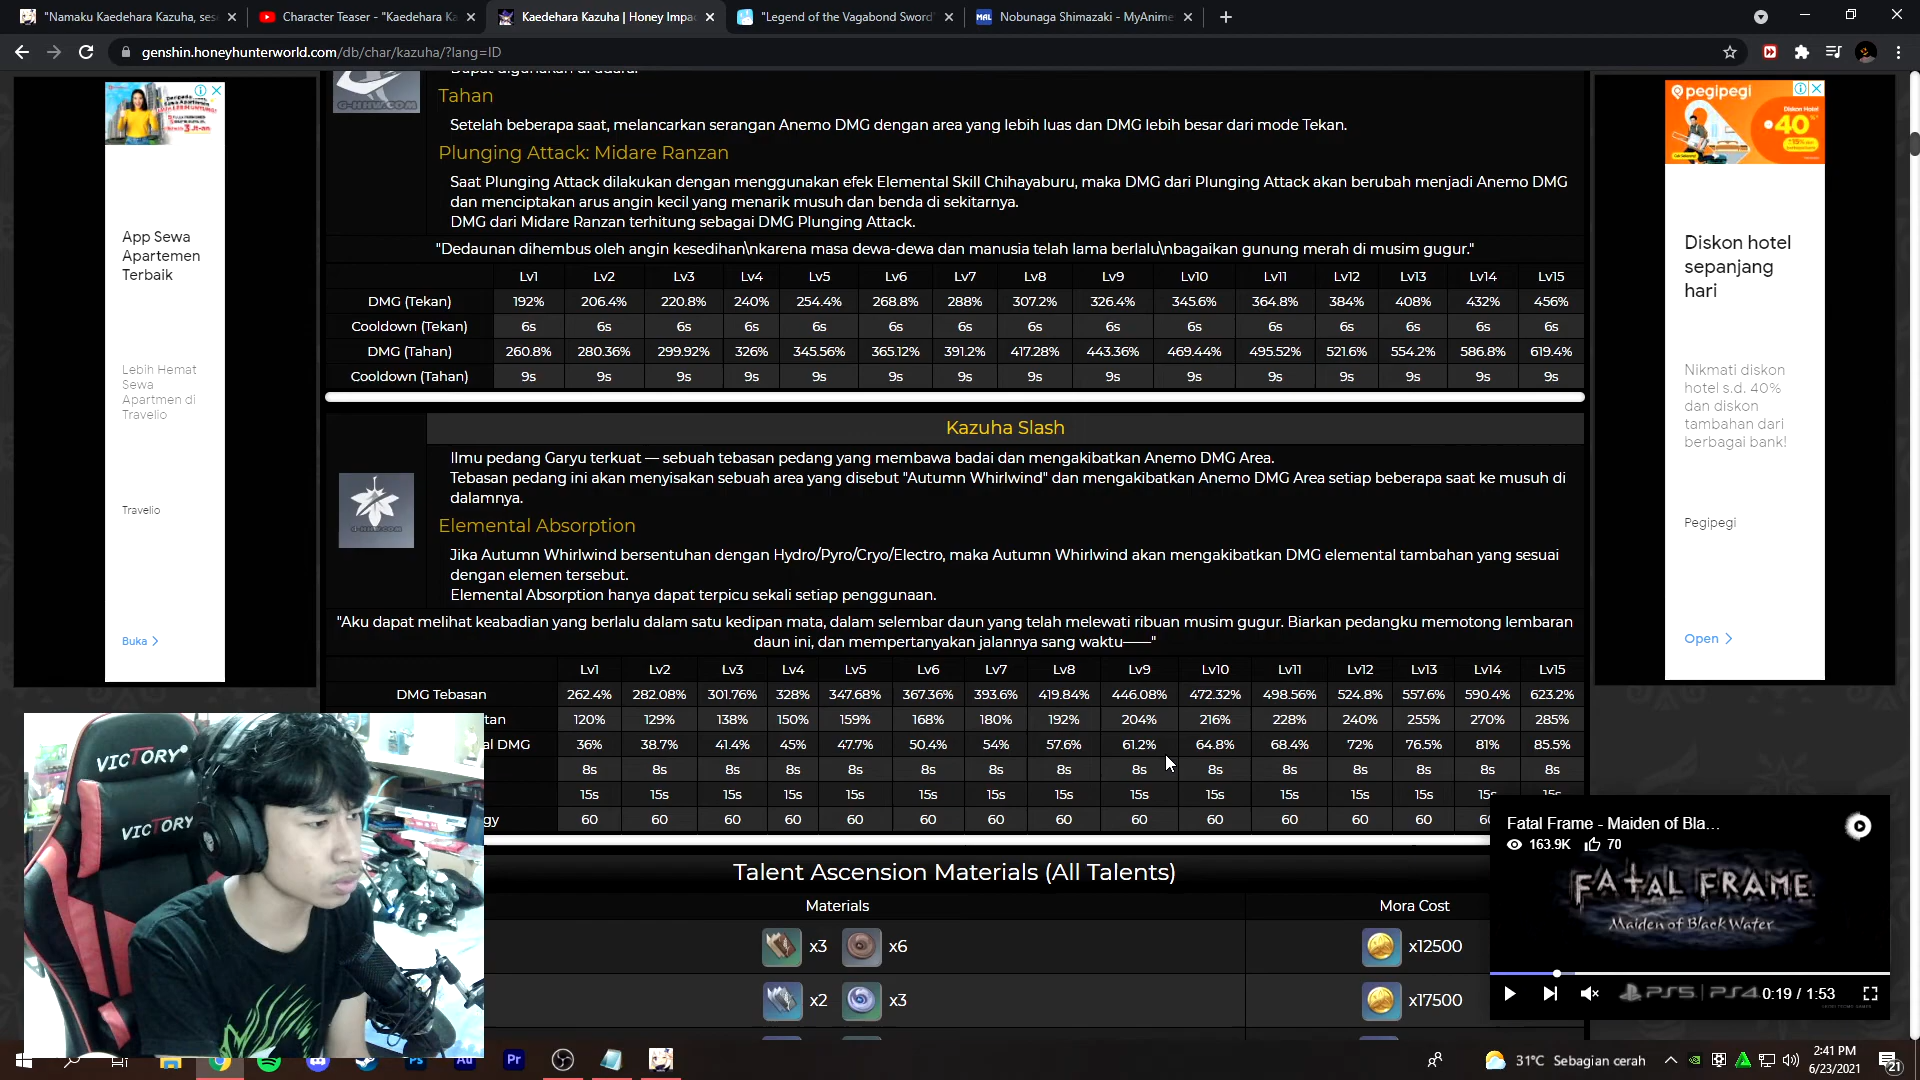 "Namaku Kaedehara Kazuha, ses
Character Teaser - "Kaedehara Ka
Kaedehara Kazuha | Honey Impac
"Legend of the Vagabond Sword"
MAL
Nobunaga Shimazaki - MyAnime
genshin.honeyhunterworld.com/db/char/kazuha/?lang=ID
G-HHW.COM
Dapat digunakan di udara.
Tahan
Setelah beberapa saat, melancarkan serangan Anemo DMG dengan area yang lebih luas dan DMG lebih besar dari mode Tekan.
Plunging Attack: Midare Ranzan
Saat Plunging Attack dilakukan dengan menggunakan efek Elemental Skill Chihayaburu, maka DMG dari Plunging Attack akan berubah menjadi Anemo DMG
dan menciptakan arus angin kecil yang menarik musuh dan benda di sekitarnya.
DMG dari Midare Ranzan terhitung sebagai DMG Plunging Attack.
"Dedaunan dihembus oleh angin kesedihan\nkarena masa dewa-dewa dan manusia telah lama berlalu\nbagaikan gunung merah di musim gugur."
Lv1 Lv2 Lv3 Lv4 Lv5 Lv6 Lv7 Lv8 Lv9 Lv10 Lv11 Lv12 Lv13 Lv14 Lv15
DMG (Tekan) 192% 206.4% 220.8% 240% 254.4% 268.8% 288% 307.2% 326.4% 345.6% 364.8% 384% 408% 432% 456%
Cooldown (Tekan) 6s 6s 6s 6s 6s 6s 6s 6s 6s 6s 6s 6s 6s 6s 6s
DMG (Tahan) 260.8% 280.36% 299.92% 326% 345.56% 365.12% 391.2% 417.28% 443.36% 469.44% 495.52% 521.6% 554.2% 586.8% 619.4%
Cooldown (Tahan) 9s 9s 9s 9s 9s 9s 9s 9s 9s 9s 9s 9s 9s 9s 9s
Kazuha Slash
Ilmu pedang Garyu terkuat — sebuah tebasan pedang yang membawa badai dan mengakibatkan Anemo DMG Area.
Tebasan pedang ini akan menyisakan sebuah area yang disebut "Autumn Whirlwind" dan mengakibatkan Anemo DMG Area setiap beberapa saat ke musuh di
dalamnya.
Elemental Absorption
Jika Autumn Whirlwind bersentuhan dengan Hydro/Pyro/Cryo/Electro, maka Autumn Whirlwind akan mengakibatkan DMG elemental tambahan yang sesuai
dengan elemen tersebut.
Elemental Absorption hanya dapat terpicu sekali setiap penggunaan.
"Aku dapat melihat keabadian yang berlalu dalam satu kedipan mata, dalam selembar daun yang telah melewati ribuan musim gugur. Biarkan pedangku memotong lembaran
daun ini, dan mempertanyakan jalannya sang waktu——"
Lv1 Lv2 Lv3 Lv4 Lv5 Lv6 Lv7 Lv8 Lv9 Lv10 Lv11 Lv12 Lv13 Lv14 Lv15
DMG Tebasan 262.4% 282.08% 301.76% 328% 347.68% 367.36% 393.6% 419.84% 446.08% 472.32% 498.56% 524.8% 557.6% 590.4% 623.2%
tan 120% 129% 138% 150% 159% 168% 180% 192% 204% 216% 228% 240% 255% 270% 285%
al DMG 36% 38.7% 41.4% 45% 47.7% 50.4% 54% 57.6% 61.2% 64.8% 68.4% 72% 76.5% 81% 85.5%
8s 8s 8s 8s 8s 8s 8s 8s 8s 8s 8s 8s 8s 8s 8s
15s 15s 15s 15s 15s 15s 15s 15s 15s 15s 15s 15s 15s 15s 15s
gy 60 60 60 60 60 60 60 60 60 60 60 60 60 60
Talent Ascension Materials (All Talents)
Materials Mora Cost
x3 x6 x12500
x2 x3 x17500
App Sewa
Apartemen
Terbaik
Lebih Hemat
Sewa
Apartmen di
Travelio
Travelio
Buka
pegipegi
Diskon Hotel
40%
Diskon hotel
sepanjang
hari
Nikmati diskon
hotel s.d. 40%
dan diskon
tambahan dari
berbagai bank!
Pegipegi
Open
VICTORY
VICTORY
Fatal Frame - Maiden of Bla...
163.9K 70
FATAL FRAME
Maiden of Black Water
PS5 PS4 0:19 / 1:53
Ps Au Pr
31°C Sebagian cerah
2:41 PM
6/23/2021
21